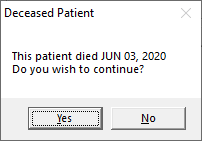 Deceased Patient
This patient died JUN 03, 2020
Do you wish to continue?
Yes No